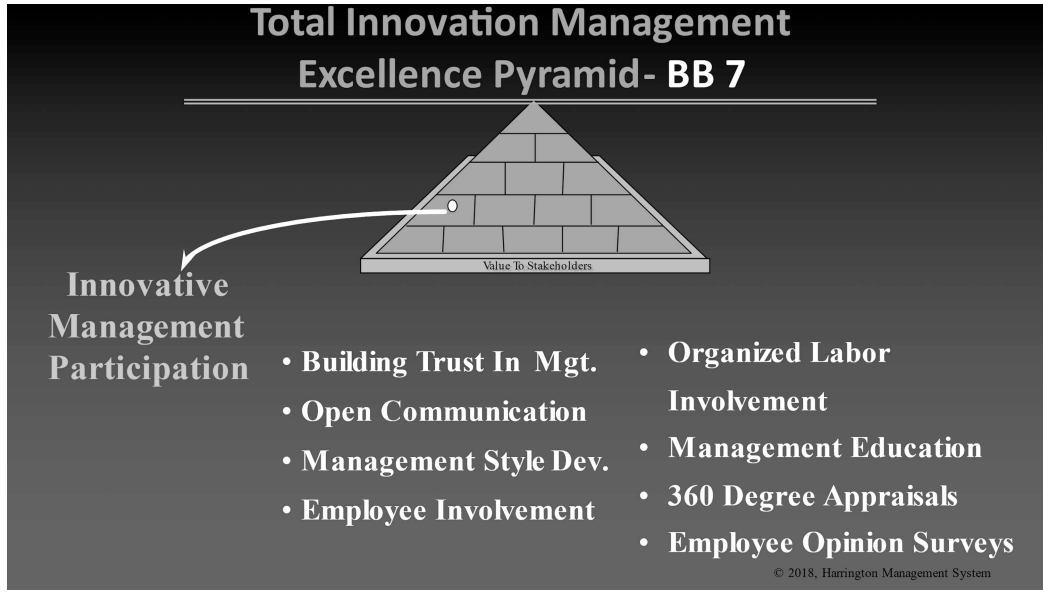 Total Innovation Management
Excellence Pyramid- BB 7
Value To Stakeholders
Innovative
Management
Participation
• Building Trust In Mgt.
• Open Communication
• Management Style Dev.
• Employee Involvement
• Organized Labor
Involvement
• Management Education
• 360 Degree Appraisals
• Employee Opinion Surveys
© 2018, Harrington Management System